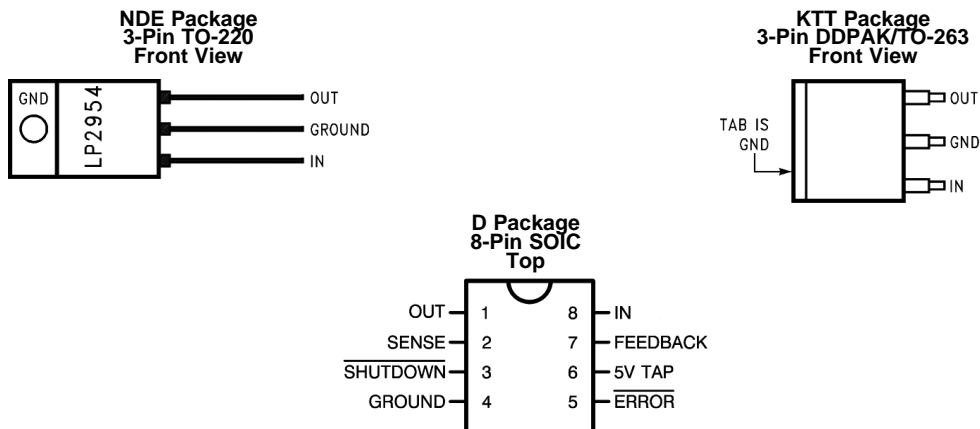 NDE Package
3-Pin TO-220
Front View
GND
LP2954
OUT
GROUND
IN
KTT Package
3-Pin DDPAK/TO-263
Front View
TAB IS
GND
OUT
GND
IN
D Package
8-Pin SOIC
Top
OUT 1 8 IN
SENSE 2 7 FEEDBACK
SHUTDOWN 3 6 5V TAP
GROUND 4 5 ERROR